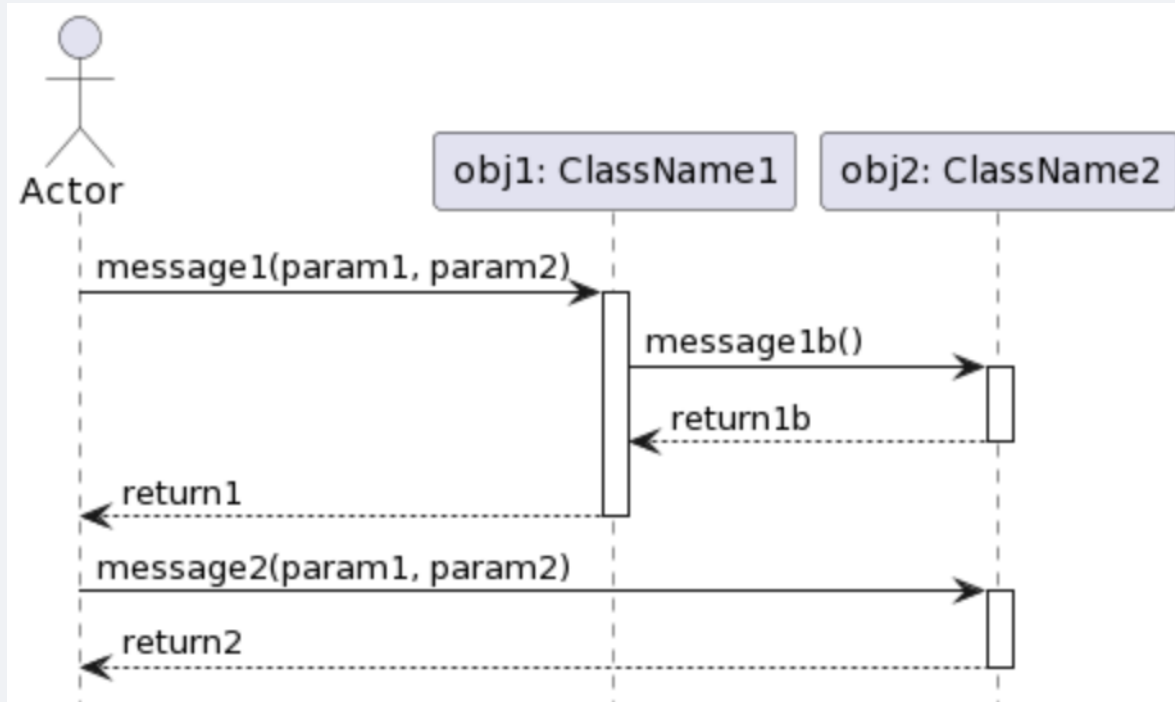 Actor
obj1: ClassName1
obj2: ClassName2
message1(param1, param2)
message1b()
return1b
return1
message2(param1, param2)
return2